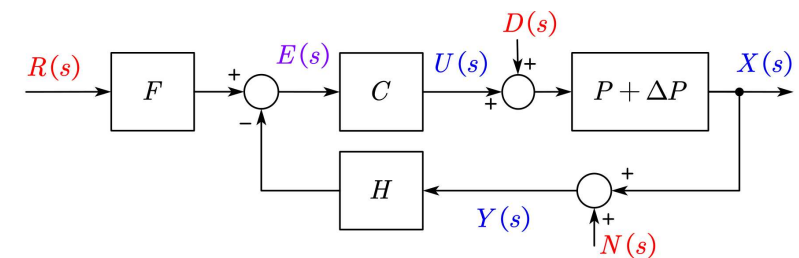 D(s)
R(s)
F
+
−
E(s)
C
U(s)
+
+
P + ΔP
X(s)
H
Y(s)
+
+
N(s)